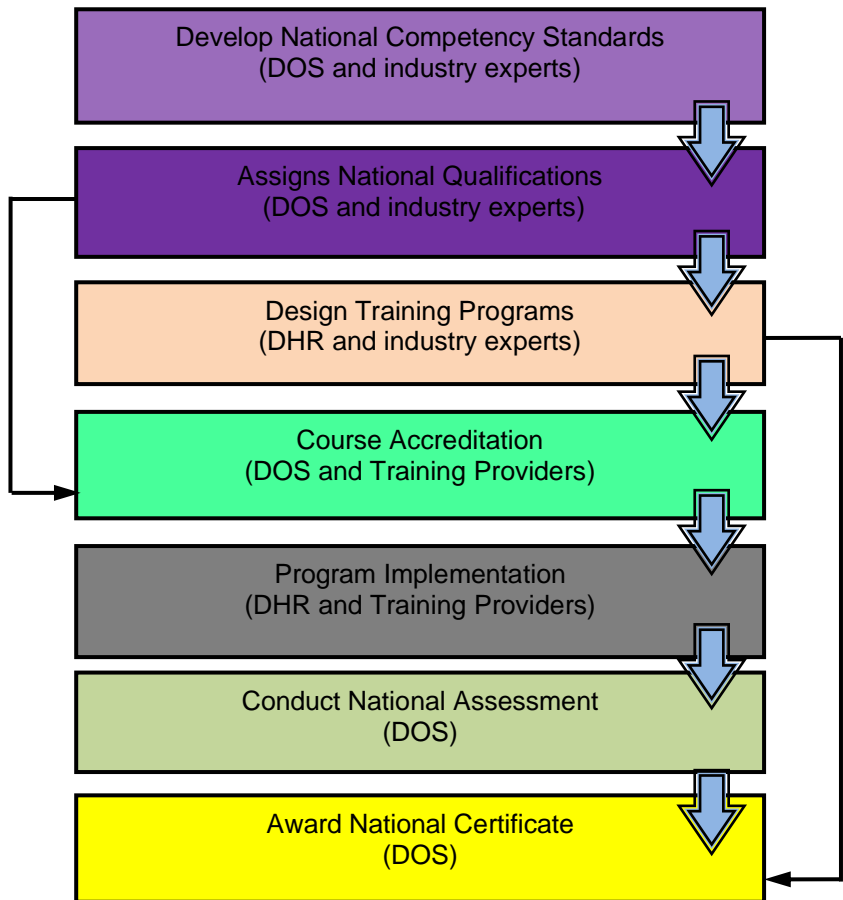 Develop National Competency Standards
(DOS and industry experts)
Assigns National Qualifications
(DOS and industry experts)
Design Training Programs
(DHR and industry experts)
Course Accreditation
(DOS and Training Providers)
Program Implementation
(DHR and Training Providers)
Conduct National Assessment
(DOS)
Award National Certificate
(DOS)